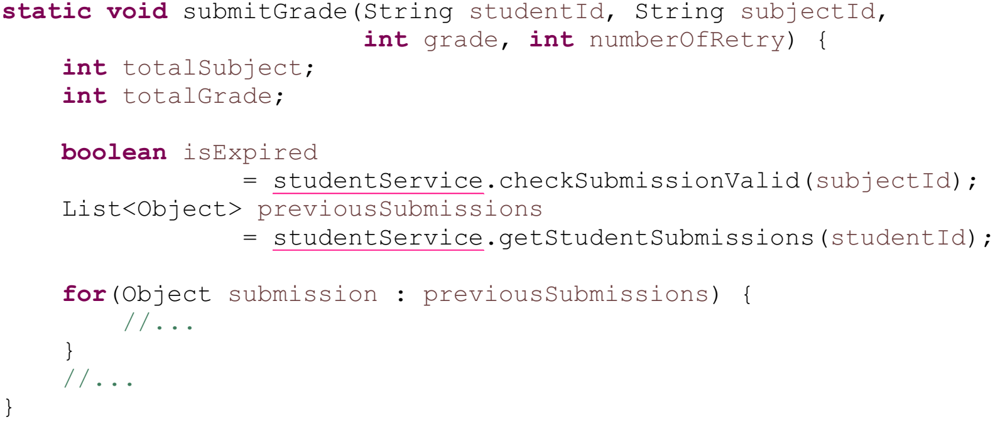 static void submitGrade(String studentId, String subjectId,
int grade, int numberOfRetry) {
int totalSubject;
int totalGrade;
boolean isExpired
= studentService.checkSubmissionValid(subjectId);
List<Object> previousSubmissions
= studentService.getStudentSubmissions(studentId);
for(Object submission : previousSubmissions) {
//...
}
//...
}